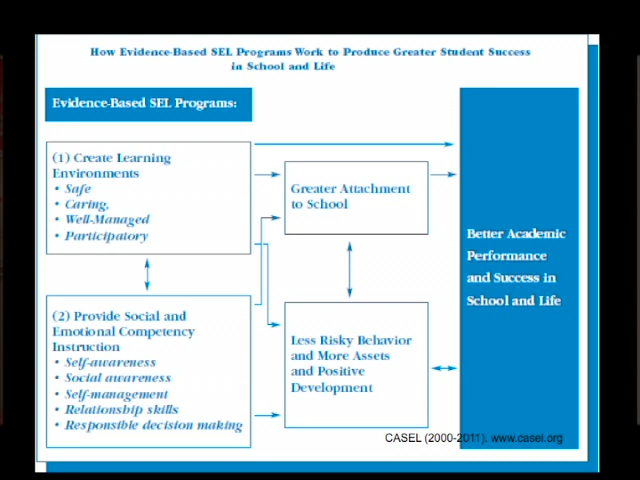 How Evidence-Based SEL Programs Work to Produce Greater Student Success
in School and Life
Evidence-Based SEL Programs:
(1) Create Learning
Environments
• Safe
• Caring,
• Well-Managed
• Participatory
(2) Provide Social and
Emotional Competency
Instruction
• Self-awareness
• Social awareness
• Self-management
• Relationship skills
• Responsible decision making
Greater Attachment
to School
Less Risky Behavior
and More Assets
and Positive
Development
Better Academic
Performance
and Success in
School and Life
CASEL (2000-2011). www.casel.org